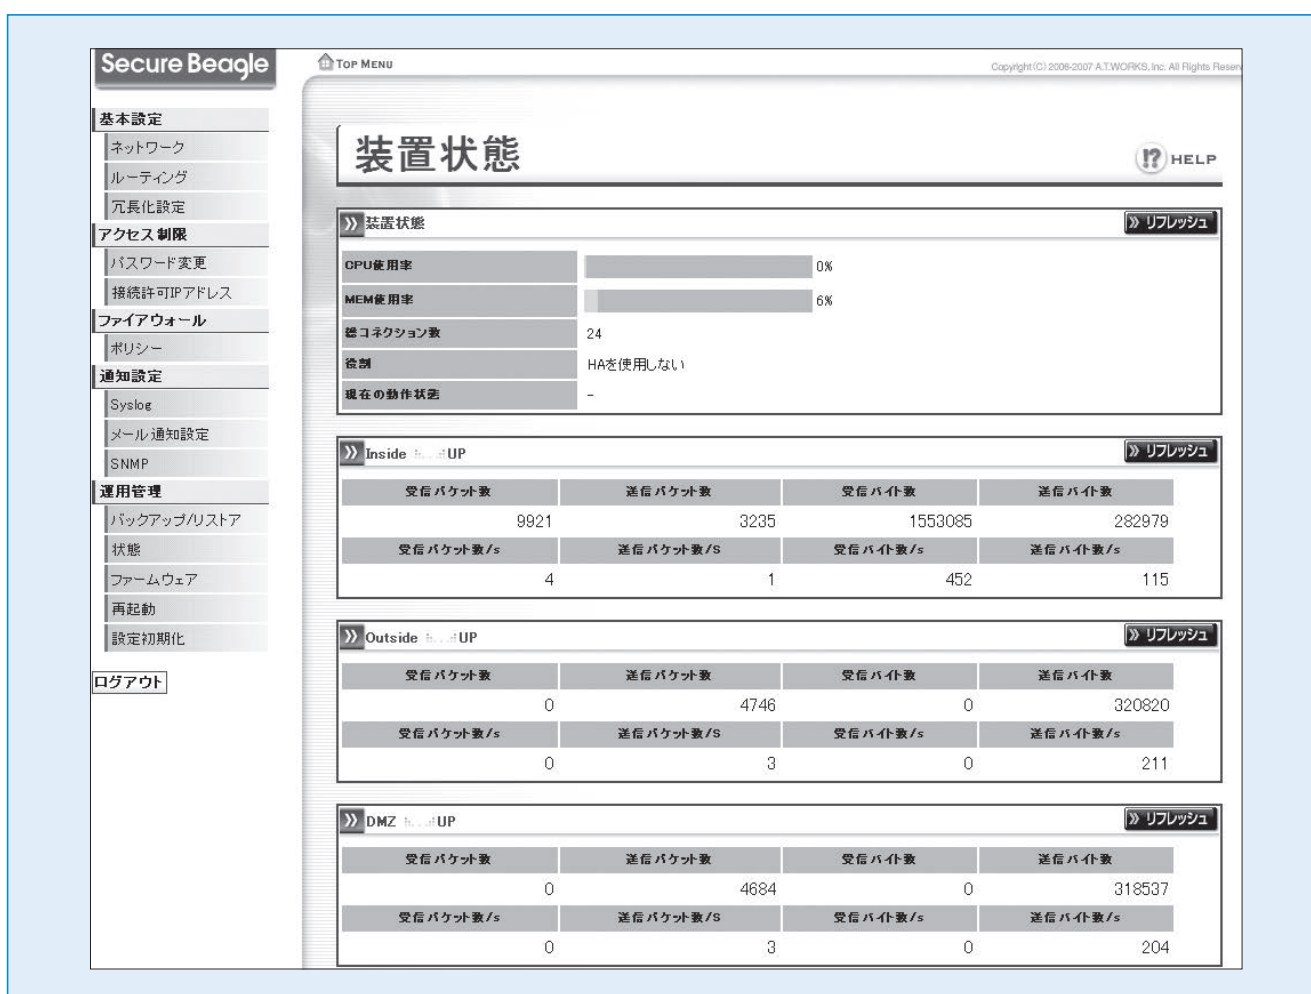 Secure Beagle
TOP MENU
Copyright(C) 2006-2007 A.T.WORKS, Inc. All Rights Reserv
基本設定
ネットワーク
ルーティング
冗長化設定
アクセス制限
パスワード変更
接続許可IPアドレス
ファイアウォール
ポリシー
通知設定
Syslog
メール通知設定
SNMP
運用管理
バックアップ/リストア
状態
ファームウェア
再起動
設定初期化
ログアウト
装置状態
!? HELP
装置状態 リフレッシュ
CPU使用率 0%
MEM使用率 6%
総コネクション数 24
役割 HAを使用しない
現在の動作状態 -
Inside UP リフレッシュ
受信パケット数 送信パケット数 受信バイト数 送信バイト数
9921 3235 1553085 282979
受信パケット数/s 送信パケット数/S 受信バイト数/s 送信バイト数/s
4 1 452 115
Outside UP リフレッシュ
受信パケット数 送信パケット数 受信バイト数 送信バイト数
0 4746 0 320820
受信パケット数/s 送信パケット数/S 受信バイト数/s 送信バイト数/s
0 3 0 211
DMZ UP リフレッシュ
受信パケット数 送信パケット数 受信バイト数 送信バイト数
0 4684 0 318537
受信パケット数/s 送信パケット数/S 受信バイト数/s 送信バイト数/s
0 3 0 204